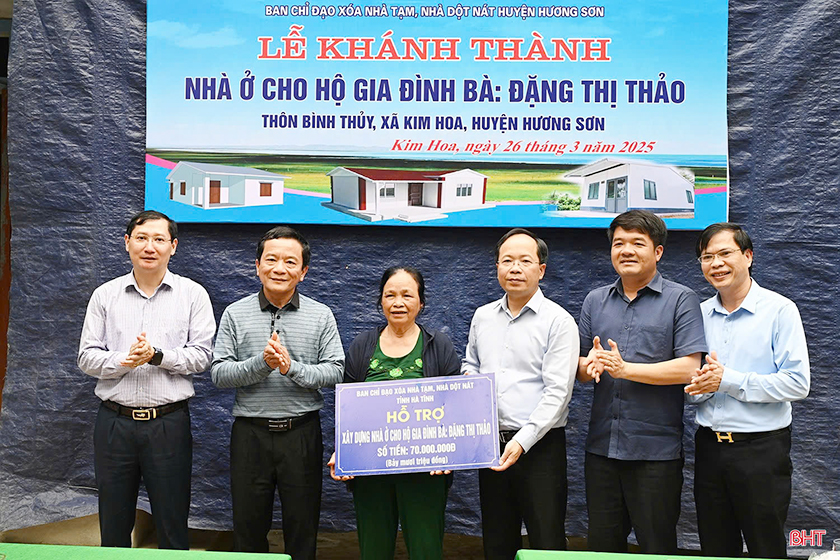 BAN CHỈ ĐẠO XÓA NHÀ TẠM, NHÀ DỘT NÁT HUYỆN HƯƠNG SƠN
LỄ KHÁNH THÀNH
NHÀ Ở CHO HỘ GIA ĐÌNH BÀ: ĐẶNG THỊ THẢO
THÔN BÌNH THỦY, XÃ KIM HOA, HUYỆN HƯƠNG SƠN
Kim Hoa, ngày 26 tháng 3 năm 2025
BAN CHỈ ĐẠO XÓA NHÀ TẠM, NHÀ DỘT NÁT
TỈNH HÀ TĨNH
HỖ TRỢ
XÂY DỰNG NHÀ Ở CHO HỘ GIA ĐÌNH BÀ: ĐẶNG THỊ THẢO
SỐ TIỀN: 70.000.000Đ
(Bảy mươi triệu đồng)
BHT